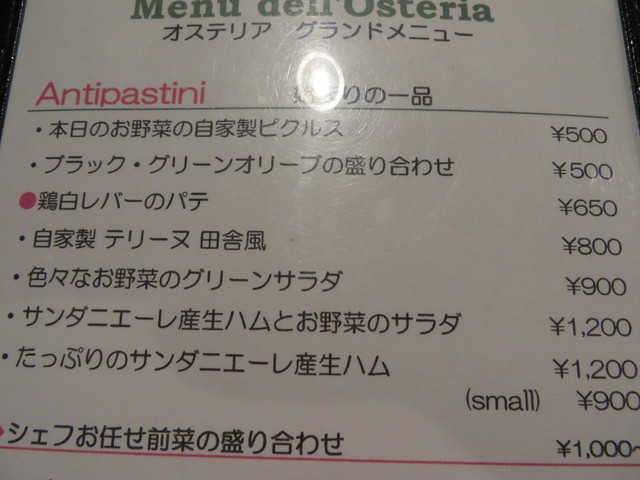 Menu dell'Osteria
オステリア グランドメニュー
Antipastini りの一品
・本日のお野菜の自家製ピクルス ¥500
・ブラック・グリーンオリーブの盛り合わせ ¥500
●鶏白レバーのパテ ¥650
・自家製 テリーヌ 田舎風 ¥800
・色々なお野菜のグリーンサラダ ¥900
・サンダニエーレ産生ハムとお野菜のサラダ ¥1,200
・たっぷりのサンダニエーレ産生ハム ¥1,200
(small) ¥900
シェフお任せ前菜の盛り合わせ ¥1,000~